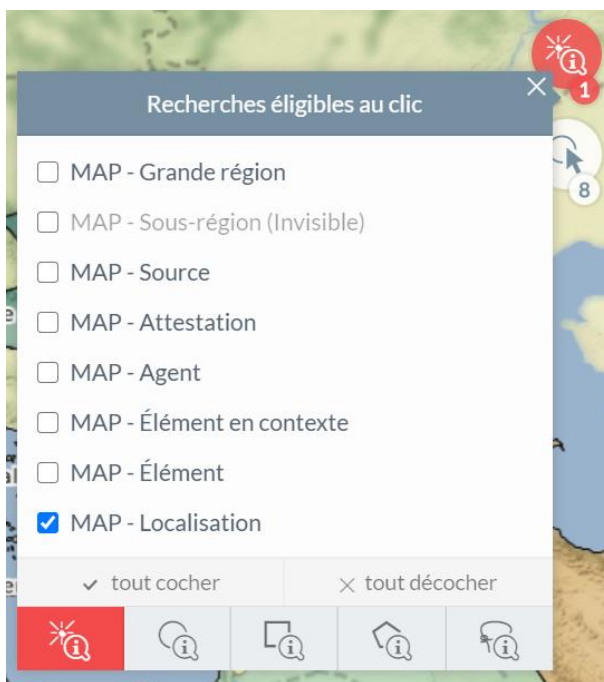 Recherches éligibles au clic
1
8
MAP - Grande région
MAP - Sous-région (Invisible)
MAP - Source
MAP - Attestation
MAP - Agent
MAP - Élément en contexte
MAP - Élément
MAP - Localisation
tout cocher
tout décocher